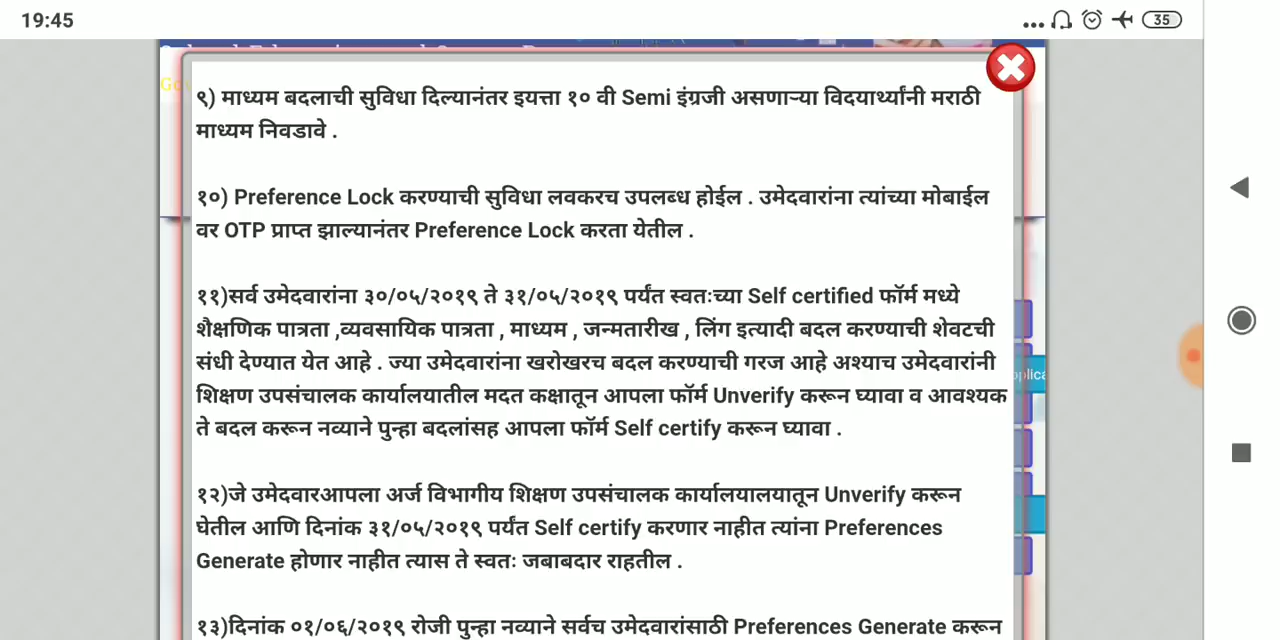 19:45
35
९) माध्यम बदलाची सुविधा दिल्यानंतर इयत्ता १० वी Semi इंग्रजी असणाऱ्या विदयार्थ्यांनी मराठी
माध्यम निवडावे .
१०) Preference Lock करण्याची सुविधा लवकरच उपलब्ध होईल . उमेदवारांना त्यांच्या मोबाईल
वर OTP प्राप्त झाल्यानंतर Preference Lock करता येतील .
११)सर्व उमेदवारांना ३०/०५/२०१९ ते ३१/०५/२०१९ पर्यंत स्वतःच्या Self certified फॉर्म मध्ये
शैक्षणिक पात्रता ,व्यवसायिक पात्रता , माध्यम , जन्मतारीख , लिंग इत्यादी बदल करण्याची शेवटची
संधी देण्यात येत आहे . ज्या उमेदवारांना खरोखरच बदल करण्याची गरज आहे अश्याच उमेदवारांनी
शिक्षण उपसंचालक कार्यालयातील मदत कक्षातून आपला फॉर्म Unverify करून घ्यावा व आवश्यक
ते बदल करून नव्याने पुन्हा बदलांसह आपला फॉर्म Self certify करून घ्यावा .
१२)जे उमेदवारआपला अर्ज विभागीय शिक्षण उपसंचालक कार्यालयालयातून Unverify करून
घेतील आणि दिनांक ३१/०५/२०१९ पर्यंत Self certify करणार नाहीत त्यांना Preferences
Generate होणार नाहीत त्यास ते स्वतः जबाबदार राहतील .
१३)दिनांक ०१/०६/२०१९ रोजी पुन्हा नव्याने सर्वच उमेदवारांसाठी Preferences Generate करून